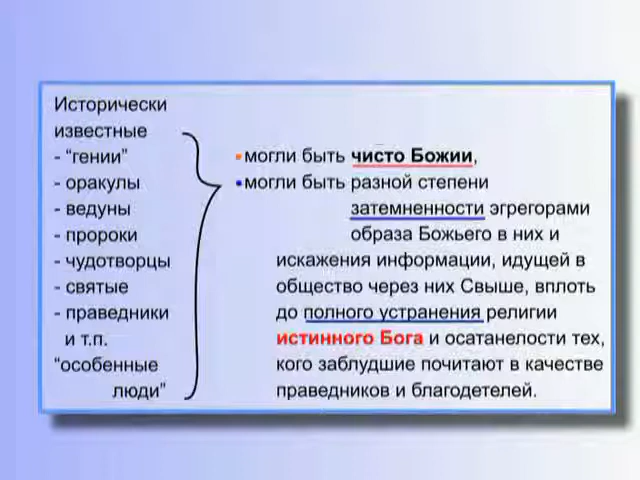 Исторически
известные
- “гении”
- оракулы
- ведуны
- пророки
- чудотворцы
- святые
- праведники
и т.п.
“особенные
люди”
•могли быть чисто Божии,
•могли быть разной степени
затемненности эгрегорами
образа Божьего в них и
искажения информации, идущей в
общество через них Свыше, вплоть
до полного устранения религии
истинного Бога и осатанелости тех,
кого заблудшие почитают в качестве
праведников и благодетелей.